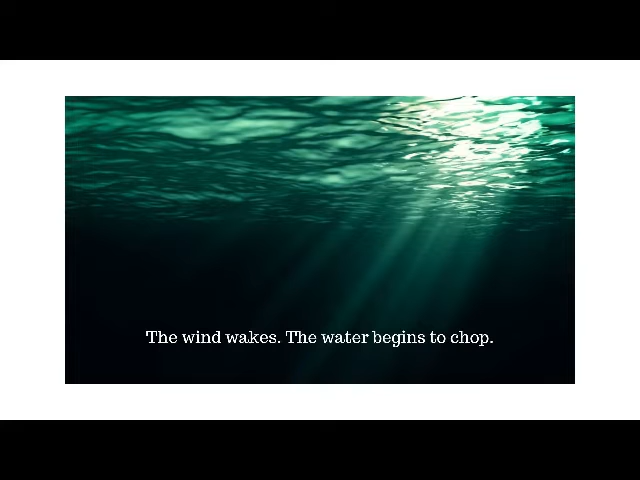 The wind wakes. The water begins to chop.